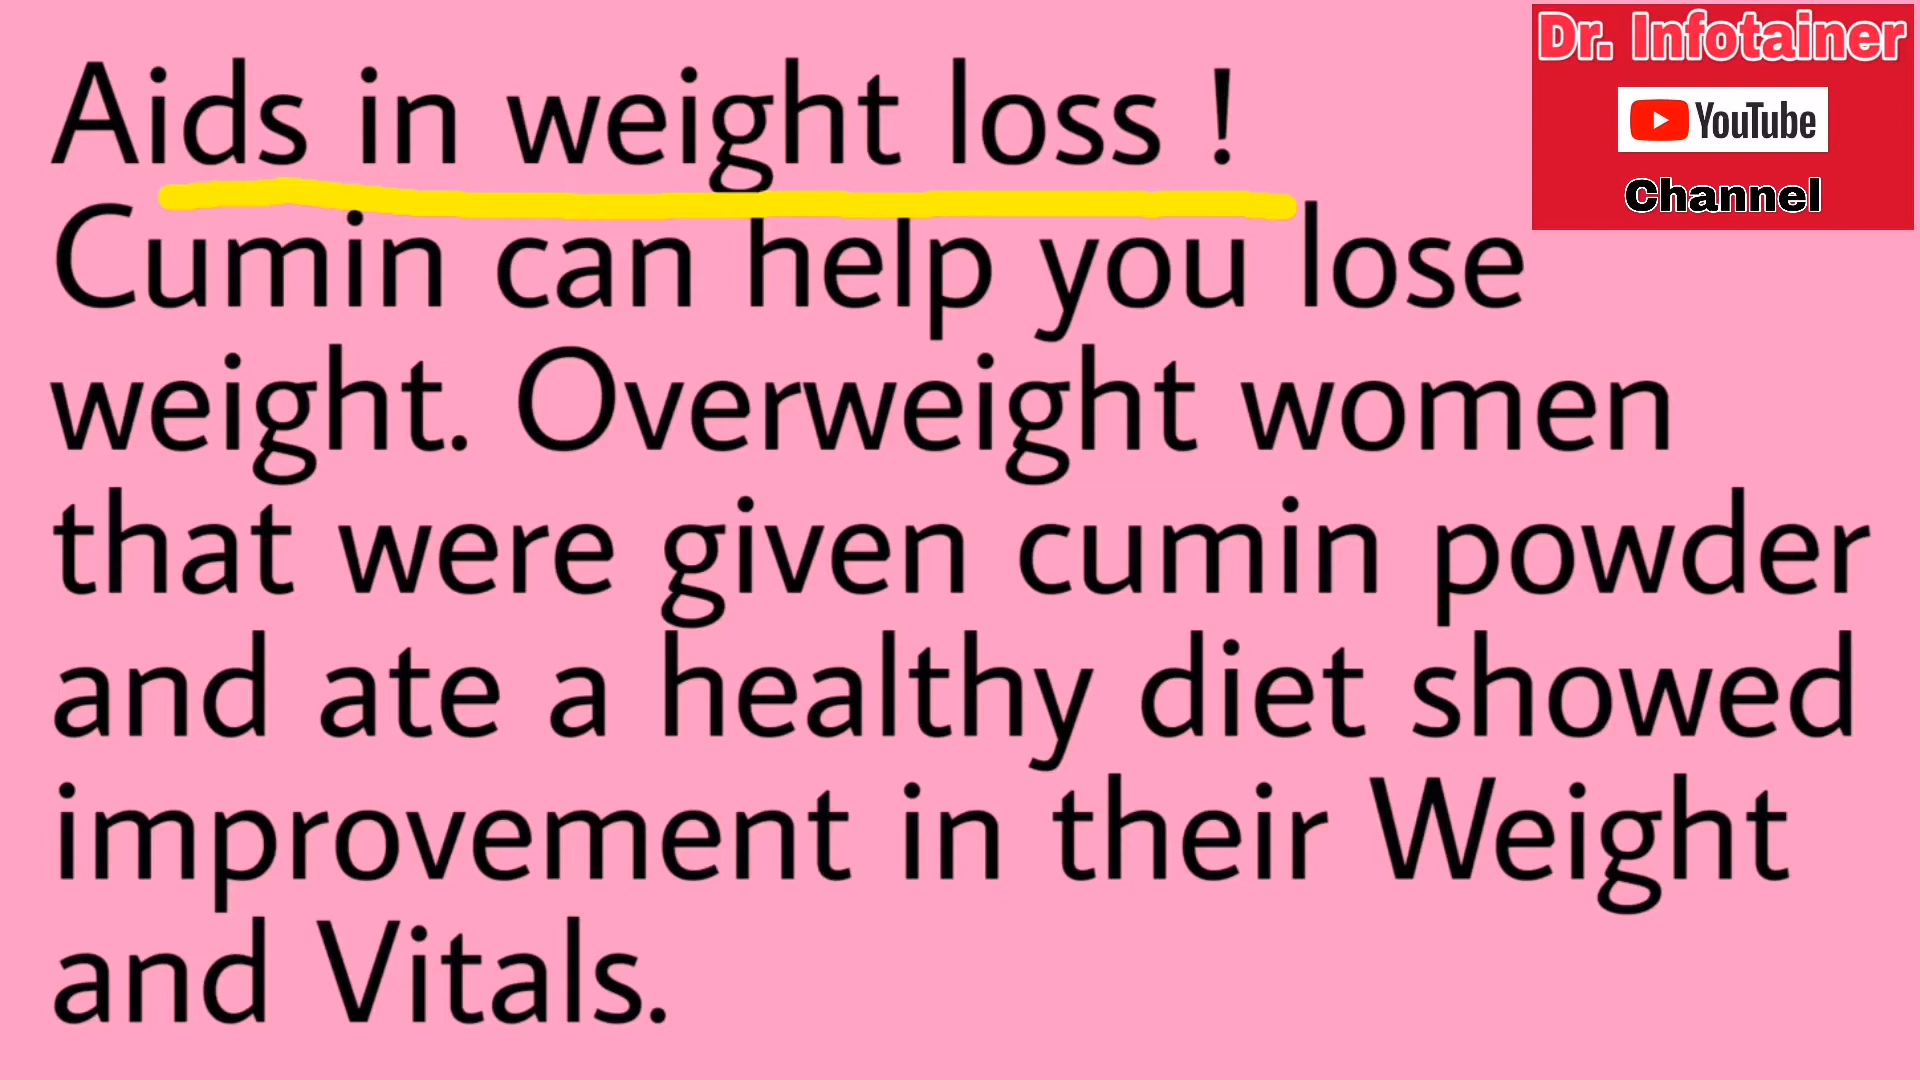 Aids in weight loss !
Cumin can help you lose
weight. Overweight women
that were given cumin powder
and ate a healthy diet showed
improvement in their Weight
and Vitals.
Dr. Infotainer
YouTube
Channel